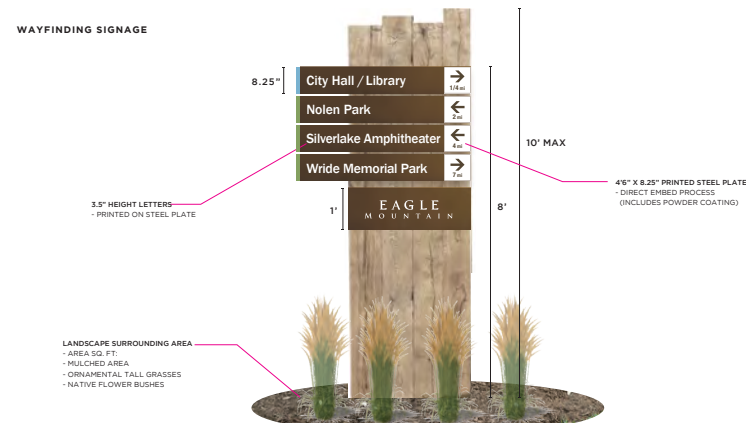 WAYFINDING SIGNAGE
8.25"
City Hall / Library
1/4 mi
Nolen Park
2 mi
Silverlake Amphitheater
4 mi
Wride Memorial Park
7 mi
10' MAX
4'6" X 8.25" PRINTED STEEL PLATE
- DIRECT EMBED PROCESS
(INCLUDES POWDER COATING)
3.5" HEIGHT LETTERS
- PRINTED ON STEEL PLATE
1'
EAGLE
MOUNTAIN
8'
LANDSCAPE SURROUNDING AREA
- AREA SQ. FT:
- MULCHED AREA
- ORNAMENTAL TALL GRASSES
- NATIVE FLOWER BUSHES